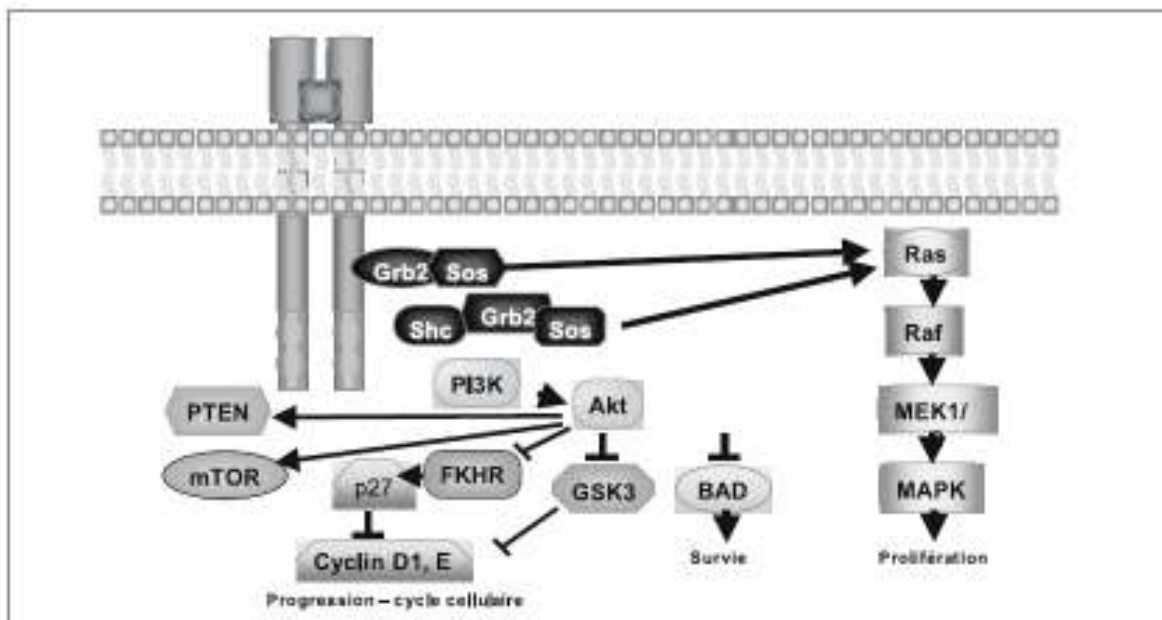 Grb2 Sos
Ras
Shc Grb2 Sos
Raf
PI3K
Akt
PTEN
MEK1/
mTOR
p27
FKHR
GSK3
BAD
MAPK
Cyclin D1, E
Survie
Prolifération
Progression – cycle cellulaire